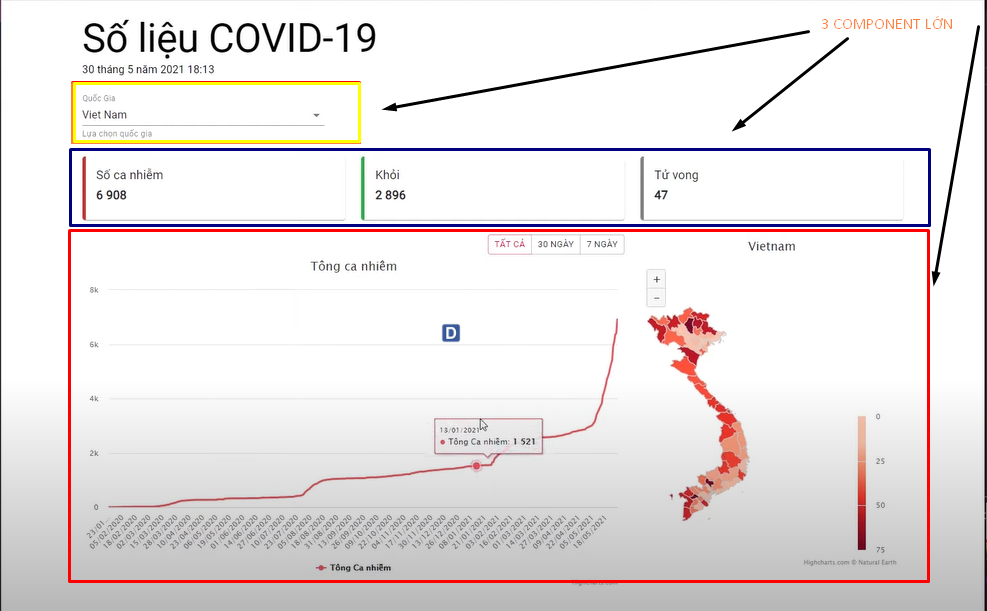 3 COMPONENT LỚN
Số liệu COVID-19
30 tháng 5 năm 2021 18:13
Quốc Gia
Viet Nam
Lựa chọn quốc gia
Số ca nhiễm
6 908
Khỏi
2 896
Tử vong
47
TẤT CẢ 30 NGÀY 7 NGÀY
Vietnam
Tổng ca nhiễm
+
−
8k
6k
4k
2k
0
D
18/01/2021
Tổng Ca nhiễm: 1 521
23/01…
05/02/2020
18/02/2020
02/03/2020
15/03/2020
28/03/2020
10/04/2020
23/04/2020
06/05/2020
19/05/2020
01/06/2020
14/06/2020
27/06/2020
10/07/2020
23/07/2020
05/08/2020
18/08/2020
31/08/2020
13/09/2020
26/09/2020
09/10/2020
22/10/2020
04/11/2020
17/11/2020
30/11/2020
13/12/2020
26/12/2020
08/01/2021
21/01/2021
03/02/2021
16/02/2021
01/03/2021
14/03/2021
27/03/2021
09/04/2021
22/04/2021
05/05/2021
18/05/2021
Tổng Ca nhiễm
0
25
50
75
Highcharts.com © Natural Earth